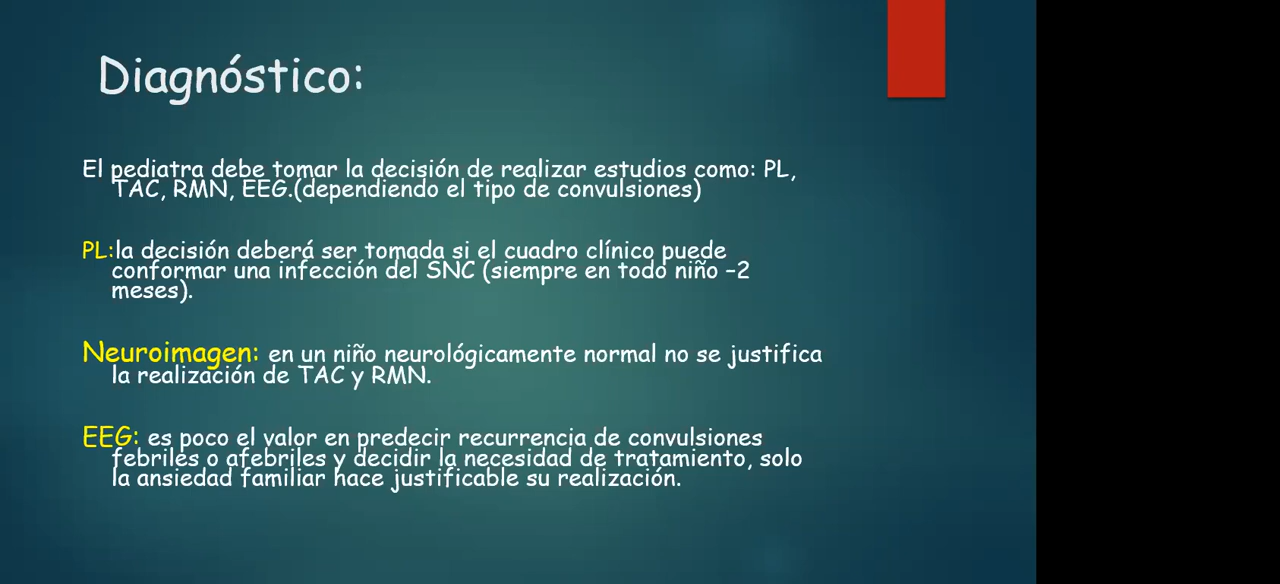 Diagnóstico:
El pediatra debe tomar la decisión de realizar estudios como: PL,
TAC, RMN, EEG.(dependiendo el tipo de convulsiones)
PL:la decisión deberá ser tomada si el cuadro clínico puede
conformar una infección del SNC (siempre en todo niño –2
meses).
Neuroimagen: en un niño neurológicamente normal no se justifica
la realización de TAC y RMN.
EEG: es poco el valor en predecir recurrencia de convulsiones
febriles o afebriles y decidir la necesidad de tratamiento, solo
la ansiedad familiar hace justificable su realización.